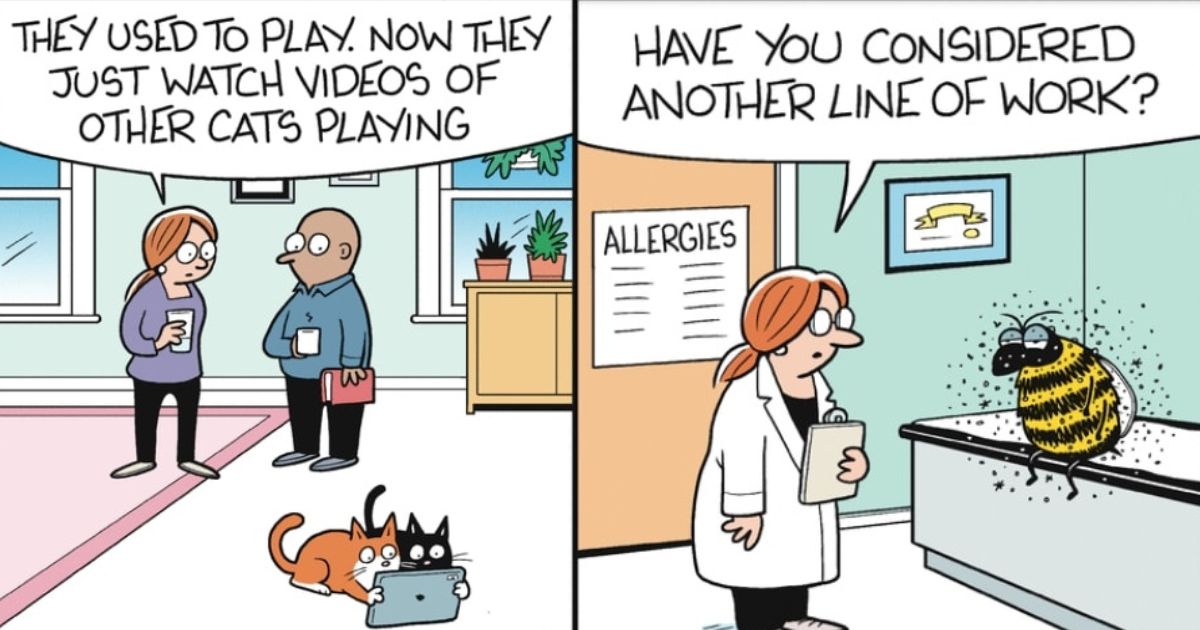 THEY USED TO PLAY. NOW THEY
JUST WATCH VIDEOS OF
OTHER CATS PLAYING
HAVE YOU CONSIDERED
ANOTHER LINE OF WORK?
ALLERGIES